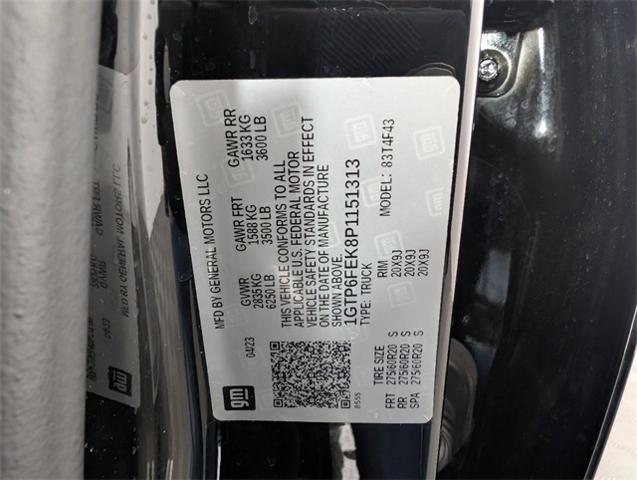 gm
04/23
MFD BY GENERAL MOTORS LLC
GVWR GAWR FRT GAWR RR
2835 KG 1588 KG 1633 KG
6250 LB 3500 LB 3600 LB
THIS VEHICLE CONFORMS TO ALL
APPLICABLE U.S. FEDERAL MOTOR
VEHICLE SAFETY STANDARDS IN EFFECT
ON THE DATE OF MANUFACTURE
SHOWN ABOVE.
1GTP6FEK8P1151313
TYPE: TRUCK MODEL: 83T4F43
TIRE SIZE RIM
FRT 275/60R20 S 20X9J
RR 275/60R20 S 20X9J
SPA 275/60R20 S 20X9J